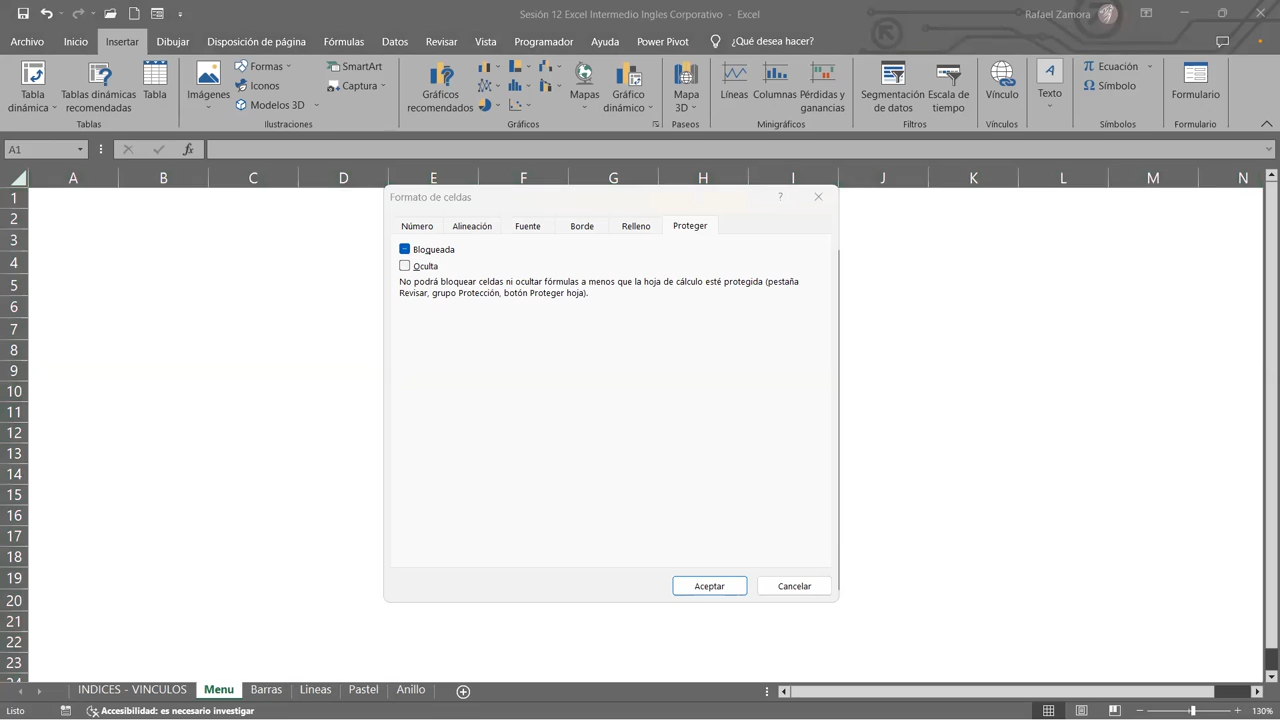 Sesión 12 Excel Intermedio Ingles Corporativo - Excel
Rafael Zamora
Archivo Inicio Insertar Dibujar Disposición de página Fórmulas Datos Revisar Vista Programador Ayuda Power Pivot ¿Qué desea hacer?
Tabla dinámica
Tablas dinámicas recomendadas
Tabla
Tablas
Imágenes
Formas
Iconos
Modelos 3D
SmartArt
Captura
Ilustraciones
Gráficos recomendados
Mapas
Gráfico dinámico
Gráficos
Mapa 3D
Paseos
Líneas
Columnas
Pérdidas y ganancias
Minigráficos
Segmentación de datos
Escala de tiempo
Filtros
Vínculo
Vínculos
Texto
Ecuación
Símbolo
Símbolos
Formulario
Formulario
A1
fx
A B C D E F G H I J K L M N
1
2
3
4
5
6
7
8
9
10
11
12
13
14
15
16
17
18
19
20
21
22
23
24
Formato de celdas
?
Número Alineación Fuente Borde Relleno Proteger
Bloqueada
Oculta
No podrá bloquear celdas ni ocultar fórmulas a menos que la hoja de cálculo esté protegida (pestaña
Revisar, grupo Protección, botón Proteger hoja).
Aceptar Cancelar
INDICES - VINCULOS Menu Barras Líneas Pastel Anillo
Listo Accesibilidad: es necesario investigar 130%